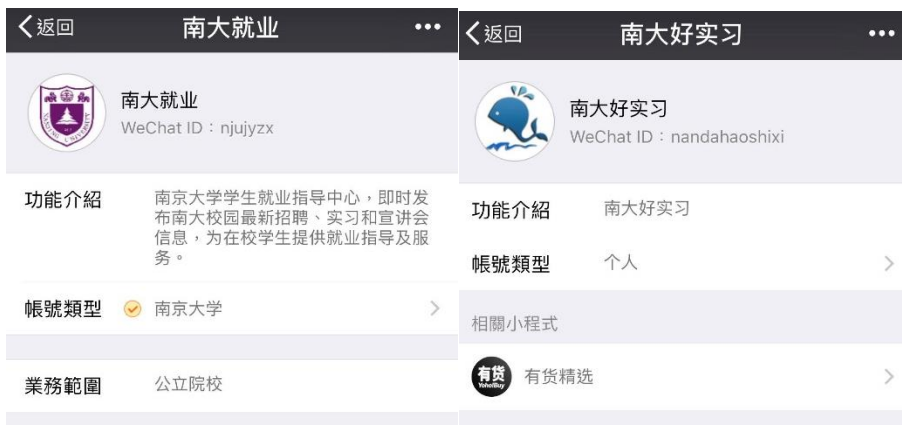 返回
南大就业
南大就业
WeChat ID：njujyzx
功能介紹
南京大学学生就业指导中心，即时发
布南大校园最新招聘、实习和宣讲会
信息，为在校学生提供就业指导及服
务。
帳號類型
南京大学
業務範圍
公立院校
返回
南大好实习
南大好实习
WeChat ID：nandahaoshixi
功能介紹
南大好实习
帳號類型
个人
相關小程式
有货
Yoho!Buy
有货精选